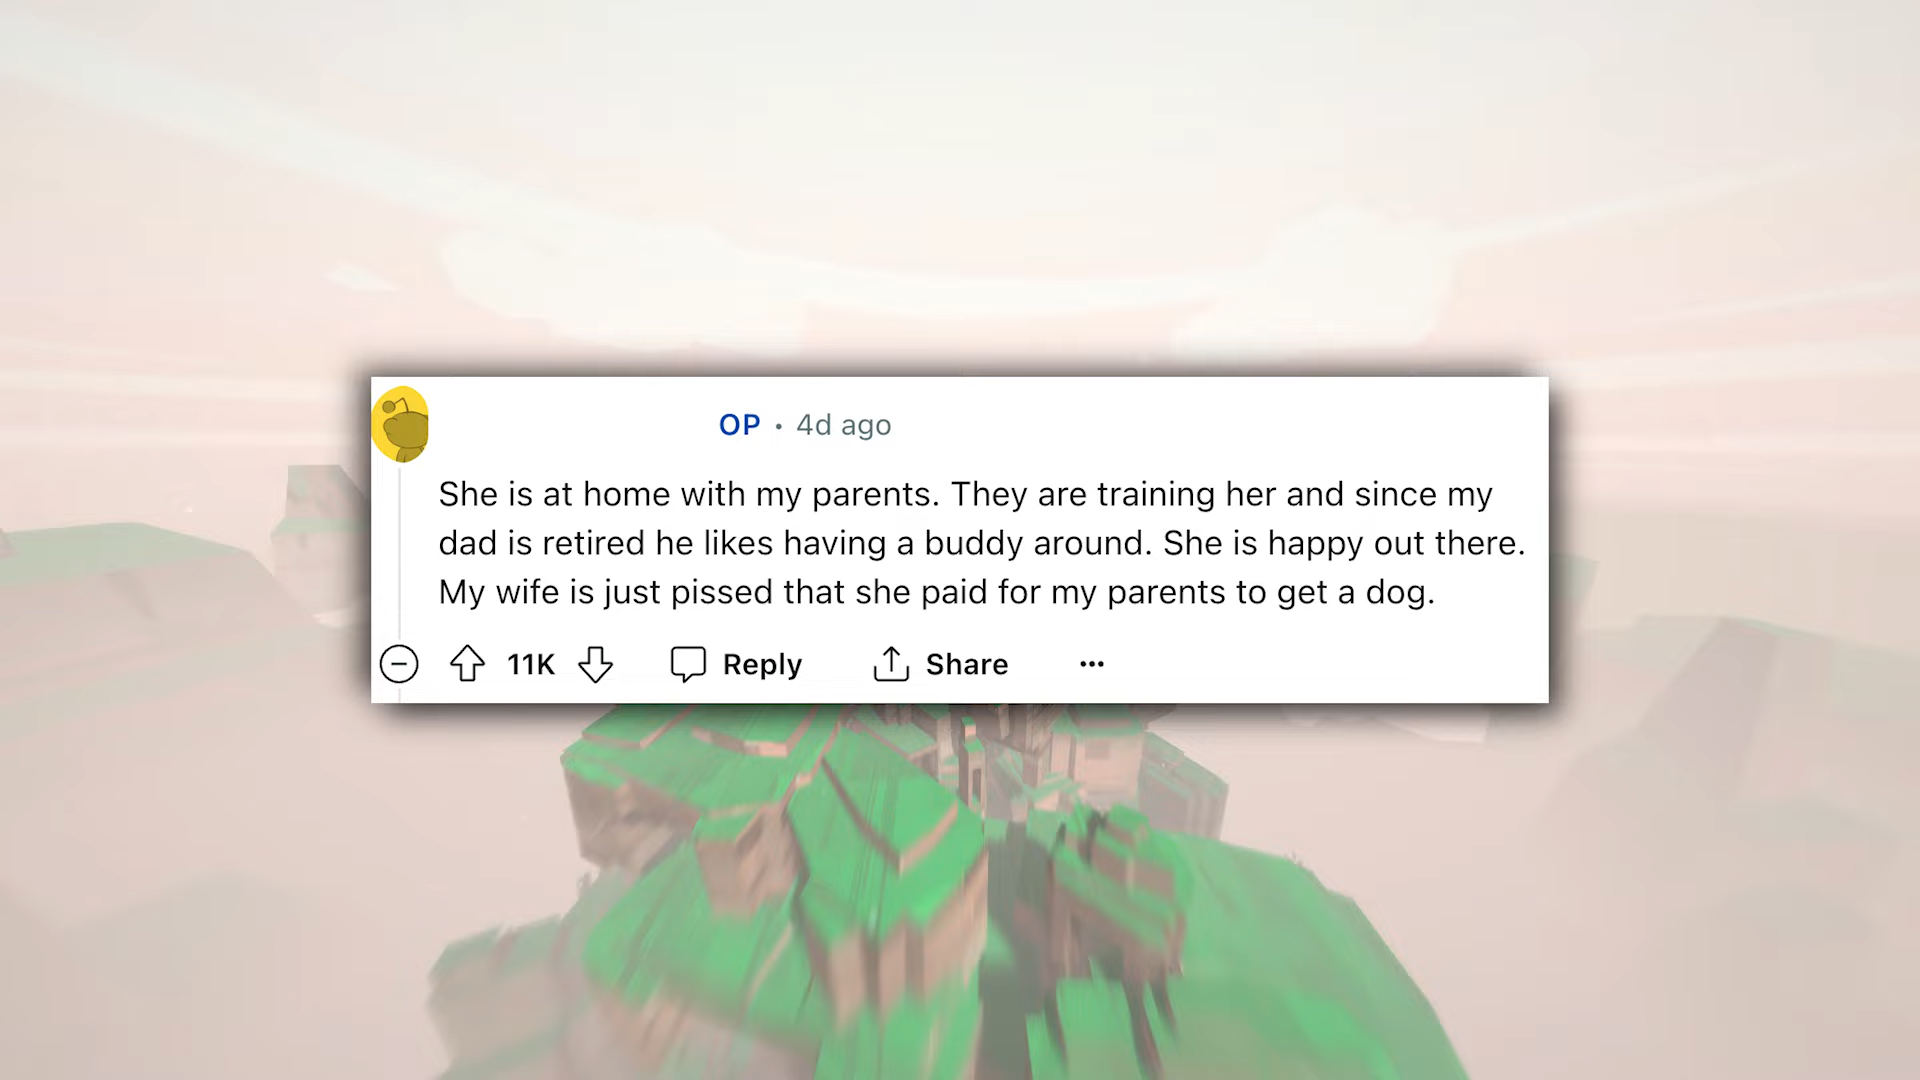 OP • 4d ago
She is at home with my parents. They are training her and since my
dad is retired he likes having a buddy around. She is happy out there.
My wife is just pissed that she paid for my parents to get a dog.
11K Reply Share